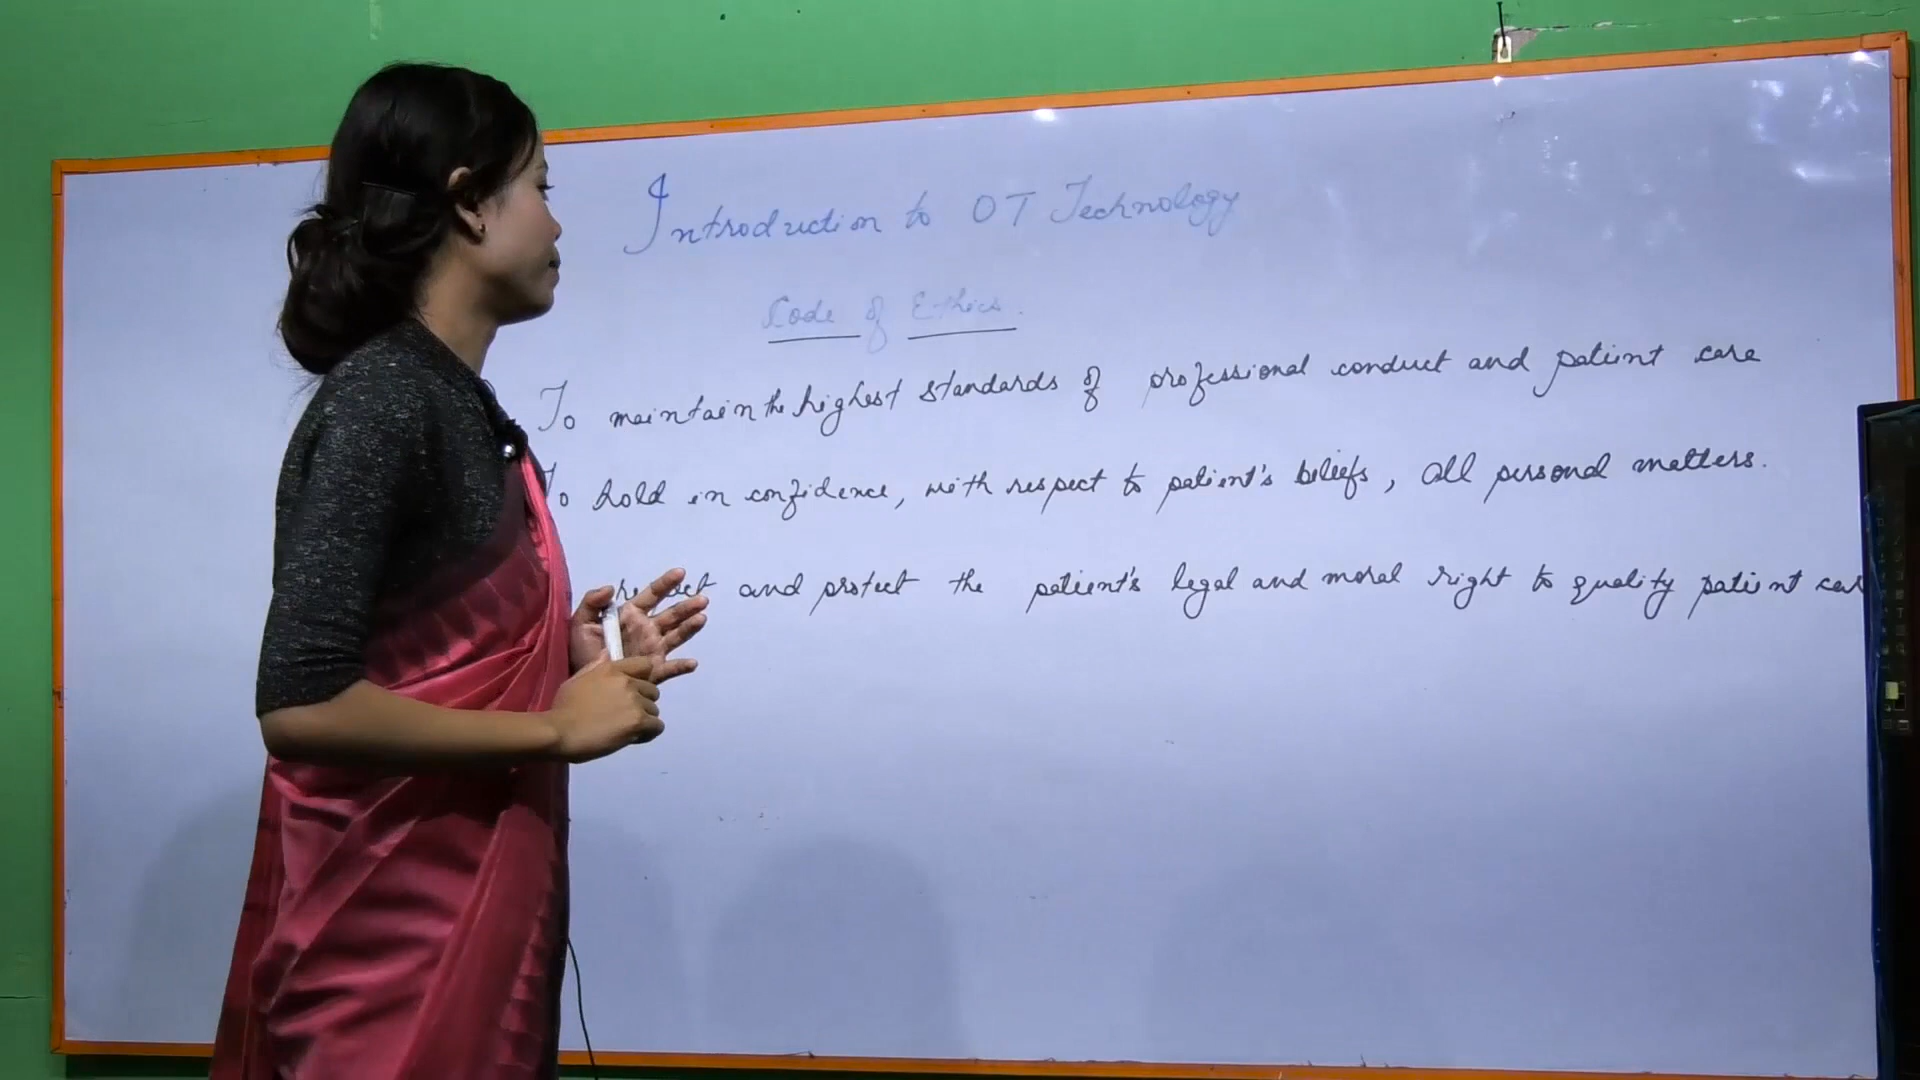 Introduction to OT Technology
Code of Ethics.
To maintain the highest standards of professional conduct and patient care
To hold in confidence, with respect to patient's beliefs, all personal matters.
and protect the patient's legal and moral right to quality patient